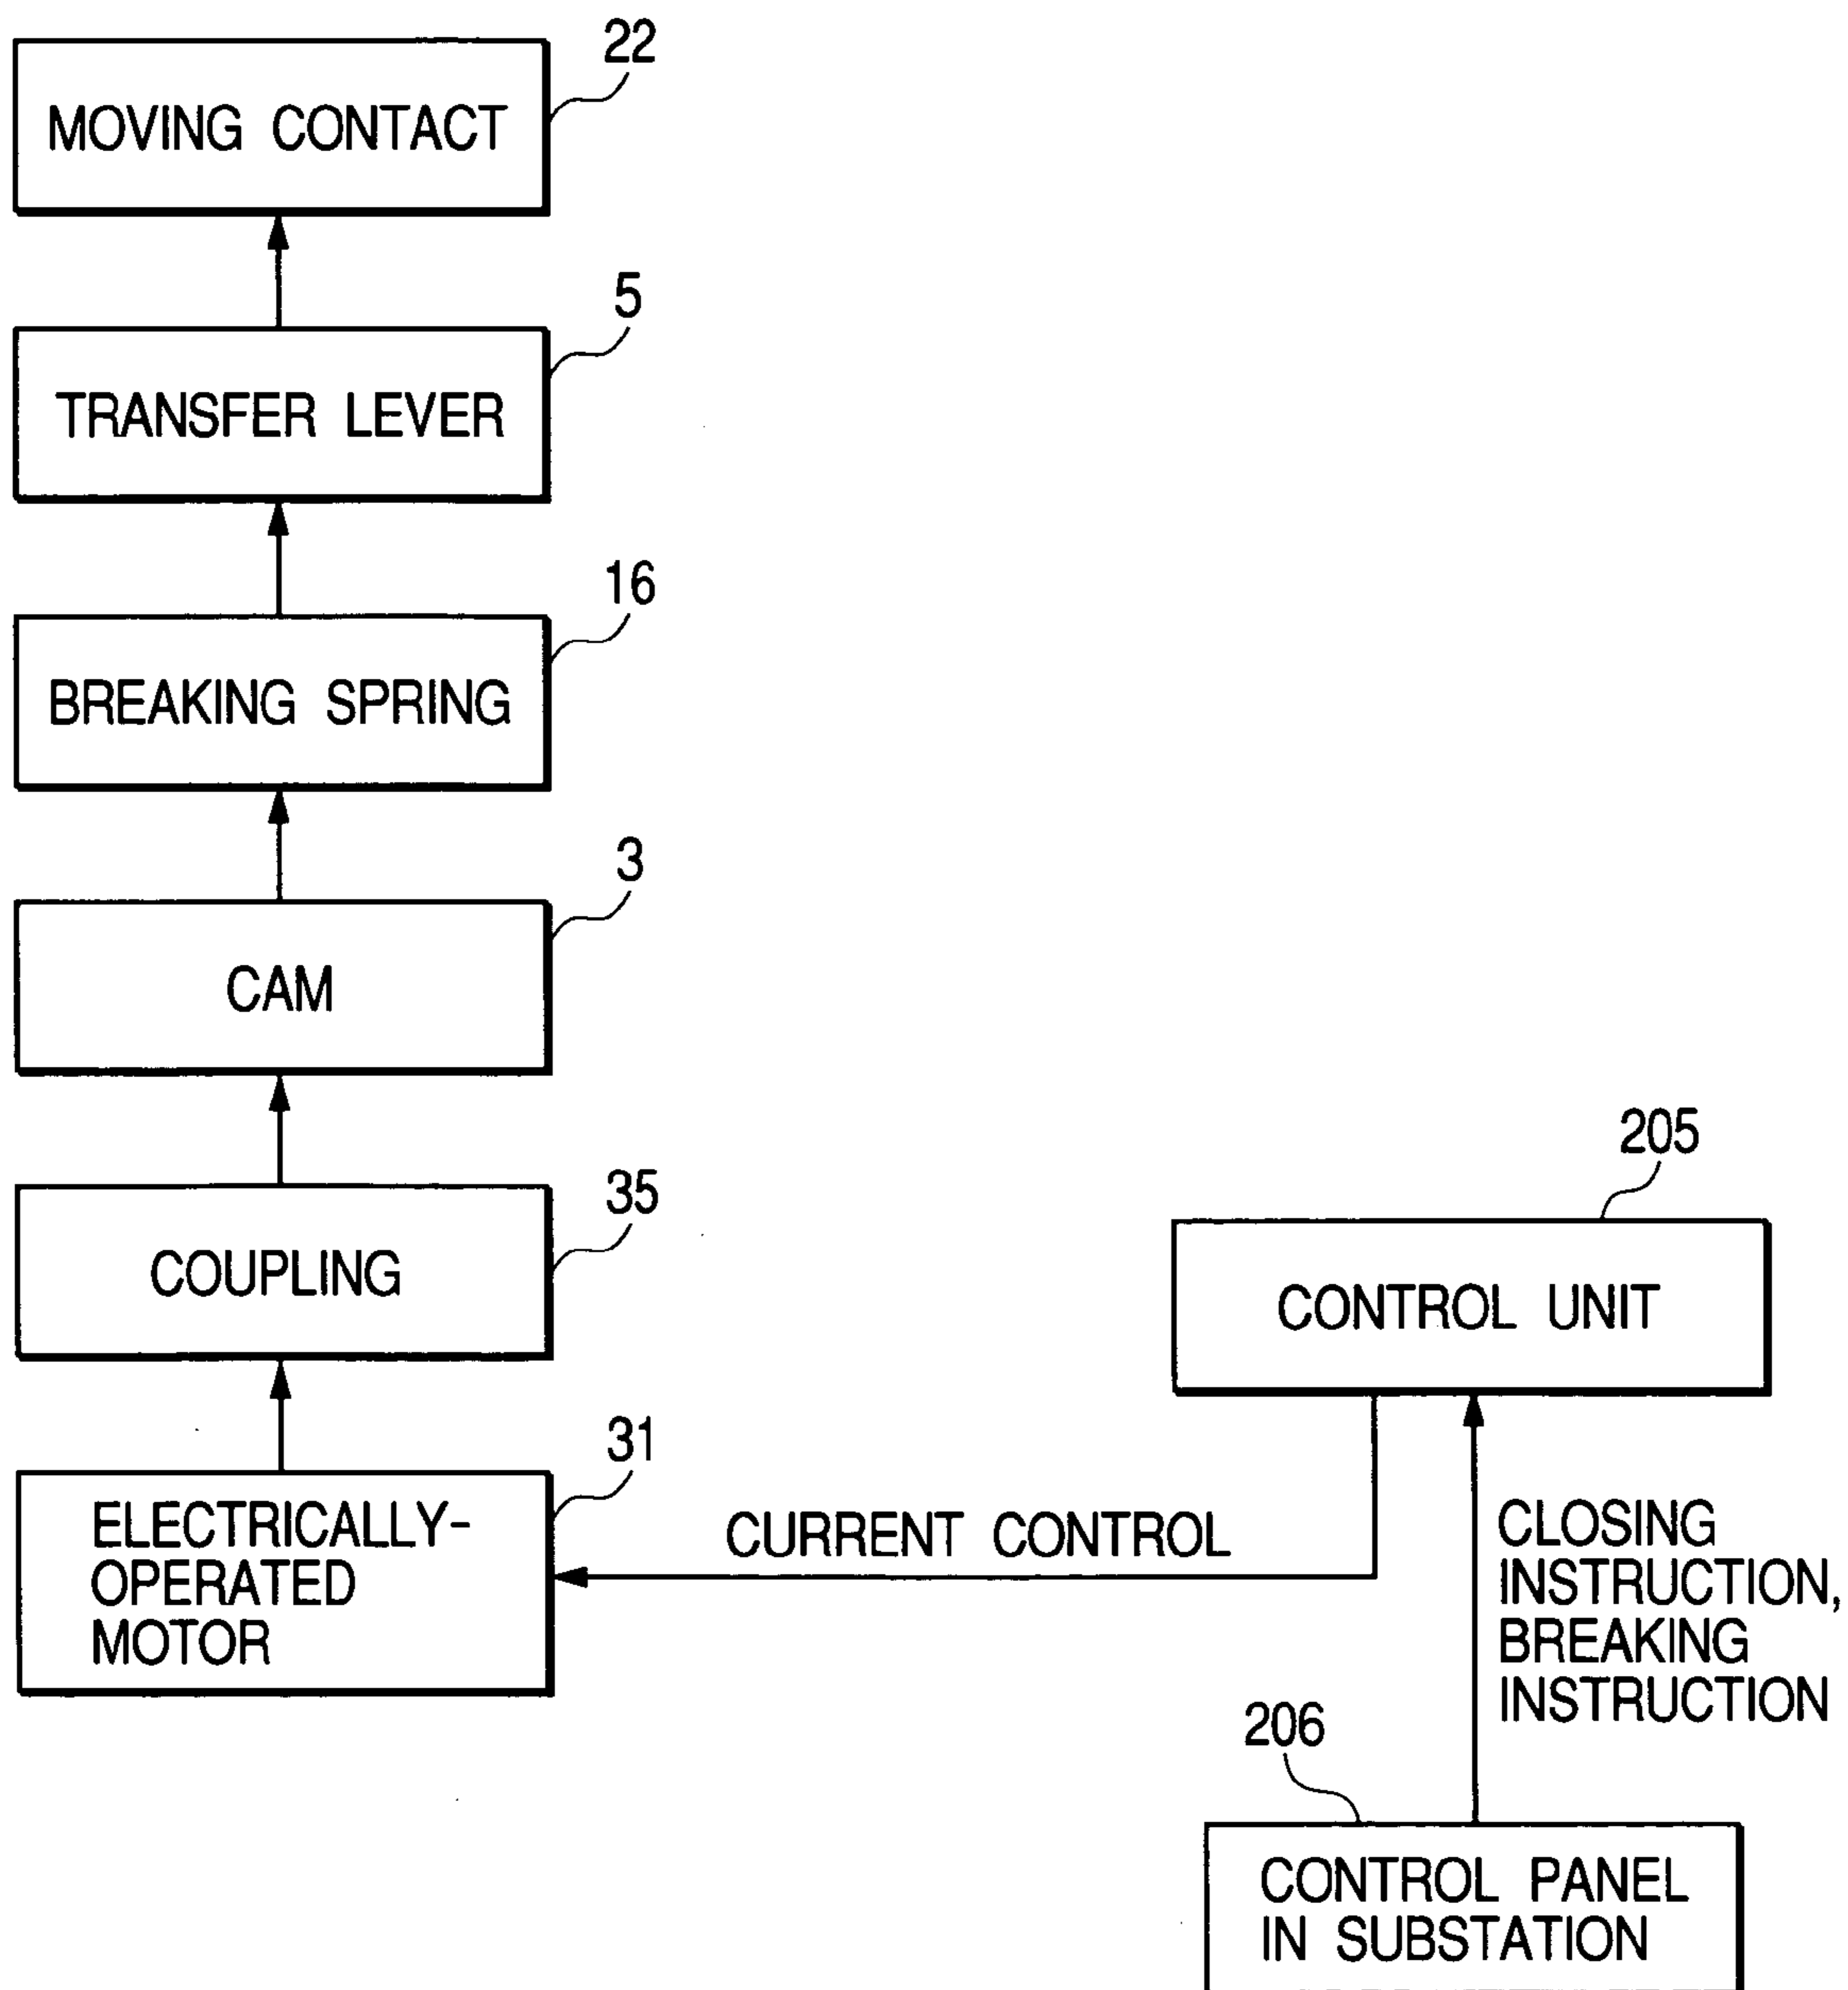 22
MOVING CONTACT
5
TRANSFER LEVER
16
BREAKING SPRING
3
CAM
35
COUPLING
205
CONTROL UNIT
31
ELECTRICALLY-
OPERATED
MOTOR
CURRENT CONTROL
CLOSING
INSTRUCTION,
BREAKING
INSTRUCTION
206
CONTROL PANEL
IN SUBSTATION